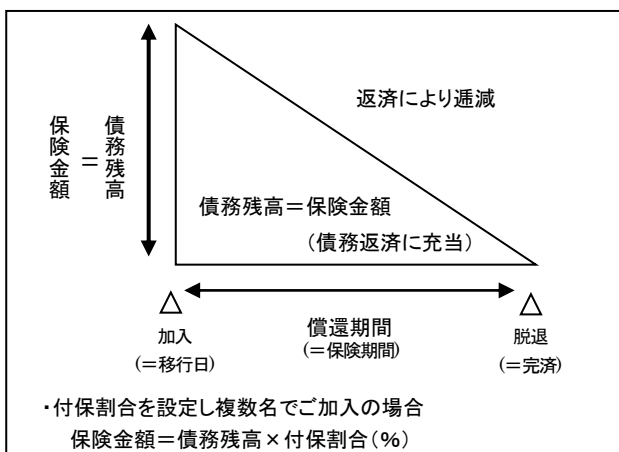 返済により逓減
保険金額
＝
債務残高
債務残高＝保険金額
（債務返済に充当）
△
△
償還期間
(＝保険期間)
加入
(＝移行日)
脱退
(＝完済)
・付保割合を設定し複数名でご加入の場合
保険金額＝債務残高×付保割合(％)